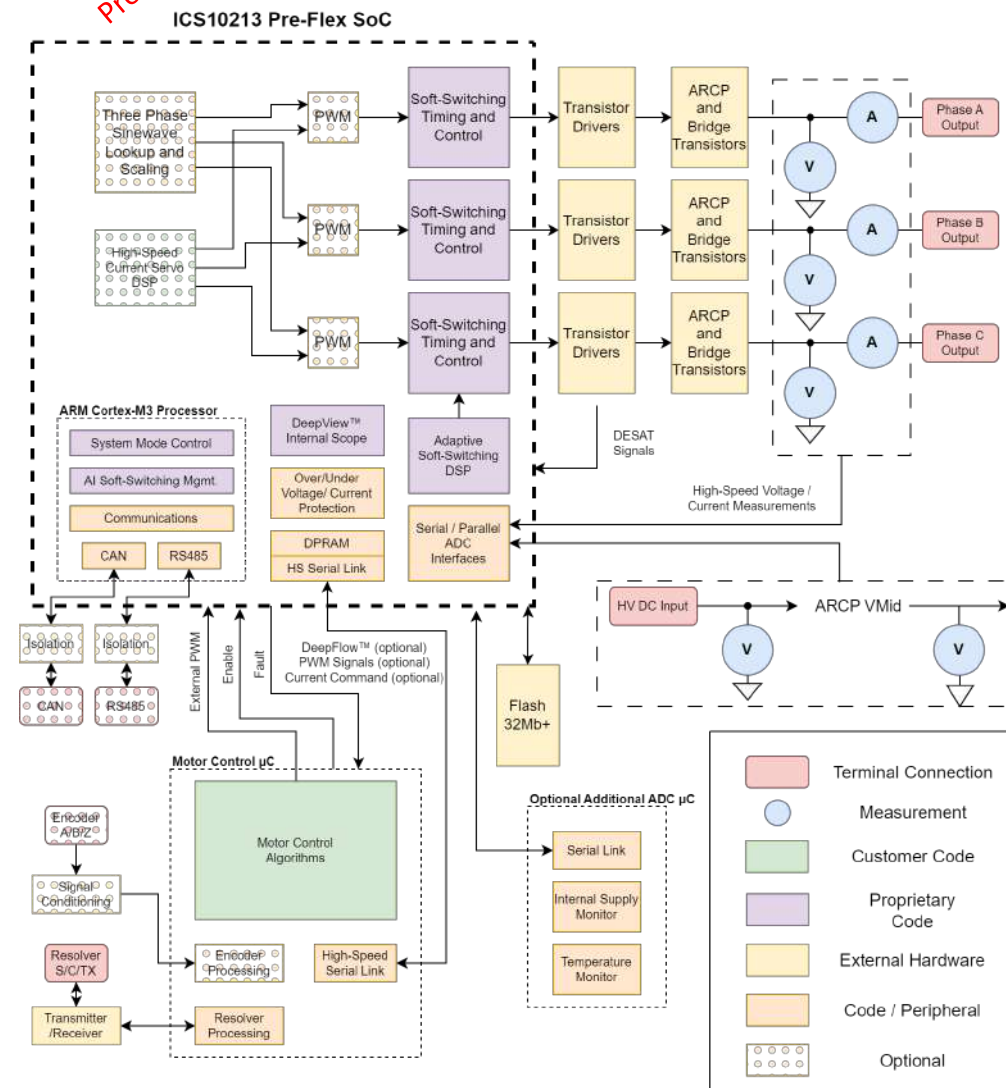 ICS10213 Pre-Flex SoC
Three Phase
Sinewave
Lookup and
Scaling
High-Speed
Current Servo
DSP
PWM
PWM
PWM
Soft-Switching
Timing and
Control
Soft-Switching
Timing and
Control
Soft-Switching
Timing and
Control
Transistor
Drivers
Transistor
Drivers
Transistor
Drivers
ARCP
and
Bridge
Transistors
ARCP
and
Bridge
Transistors
ARCP
and
Bridge
Transistors
A
V
A
V
A
V
Phase A
Output
Phase B
Output
Phase C
Output
ARM Cortex-M3 Processor
System Mode Control
AI Soft-Switching Mgmt.
Communications
CAN
RS485
DeepView™
Internal Scope
Over/Under
Voltage/ Current
Protection
DPRAM
HS Serial Link
Adaptive
Soft-Switching
DSP
Serial / Parallel
ADC
Interfaces
DESAT
Signals
High-Speed Voltage /
Current Measurements
HV DC Input
ARCP VMid
V
V
Isolation
Isolation
CAN
RS485
External PWM
Enable
Fault
DeepFlow™ (optional)
PWM Signals (optional)
Current Command (optional)
Flash
32Mb+
Motor Control µC
Motor Control
Algorithms
Encoder
Processing
High-Speed
Serial Link
Resolver
Processing
Encoder
A/B/Z
Signal
Conditioning
Resolver
S/C/TX
Transmitter
/Receiver
Optional Additional ADC µC
Serial Link
Internal Supply
Monitor
Temperature
Monitor
Terminal Connection
Measurement
Customer Code
Proprietary
Code
External Hardware
Code / Peripheral
Optional